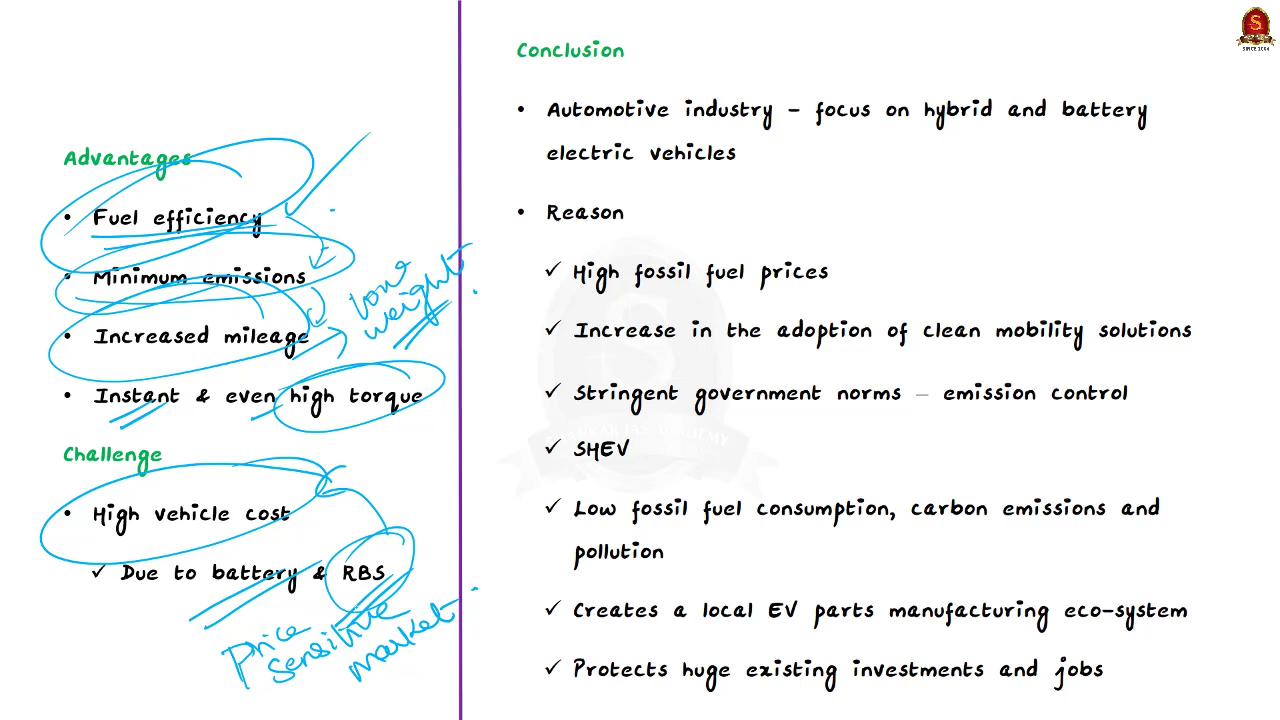 Advantages
• Fuel efficiency
• Minimum emissions
• Increased mileage
• Instant & even high torque
low
weight
Challenge
• High vehicle cost
✓ Due to battery & RBS
Price
sensitive
market
Conclusion
• Automotive industry – focus on hybrid and battery
electric vehicles
• Reason
✓ High fossil fuel prices
✓ Increase in the adoption of clean mobility solutions
✓ Stringent government norms – emission control
✓ SHEV
✓ Low fossil fuel consumption, carbon emissions and
pollution
✓ Creates a local EV parts manufacturing eco-system
✓ Protects huge existing investments and jobs
S